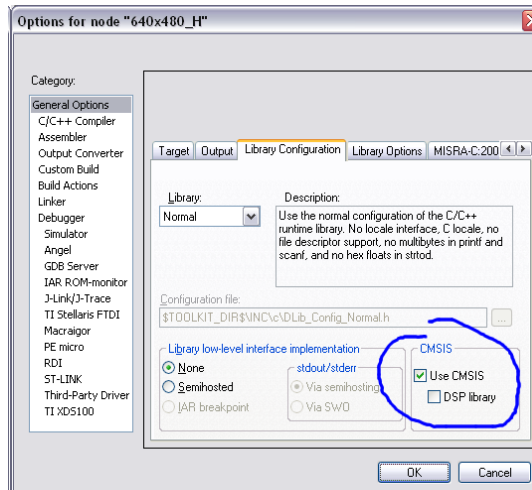 Options for node "640x480_H"
Category:
General Options
C/C++ Compiler
Assembler
Output Converter
Custom Build
Build Actions
Linker
Debugger
Simulator
Angel
GDB Server
IAR ROM-monitor
J-Link/J-Trace
TI Stellaris FTDI
Macraigor
PE micro
RDI
ST-LINK
Third-Party Driver
TI XDS100
Target Output Library Configuration Library Options MISRA-C:200
Library:
Normal
Description:
Use the normal configuration of the C/C++
runtime library. No locale interface, C locale, no
file descriptor support, no multibytes in printf and
scanf, and no hex floats in strtod.
Configuration file:
$TOOLKIT_DIR$\INC\c\DLib_Config_Normal.h
...
Library low-level interface implementation
None
Semihosted
IAR breakpoint
stdout/stderr
Via semihosting
Via SWO
CMSIS
Use CMSIS
DSP library
OK
Cancel